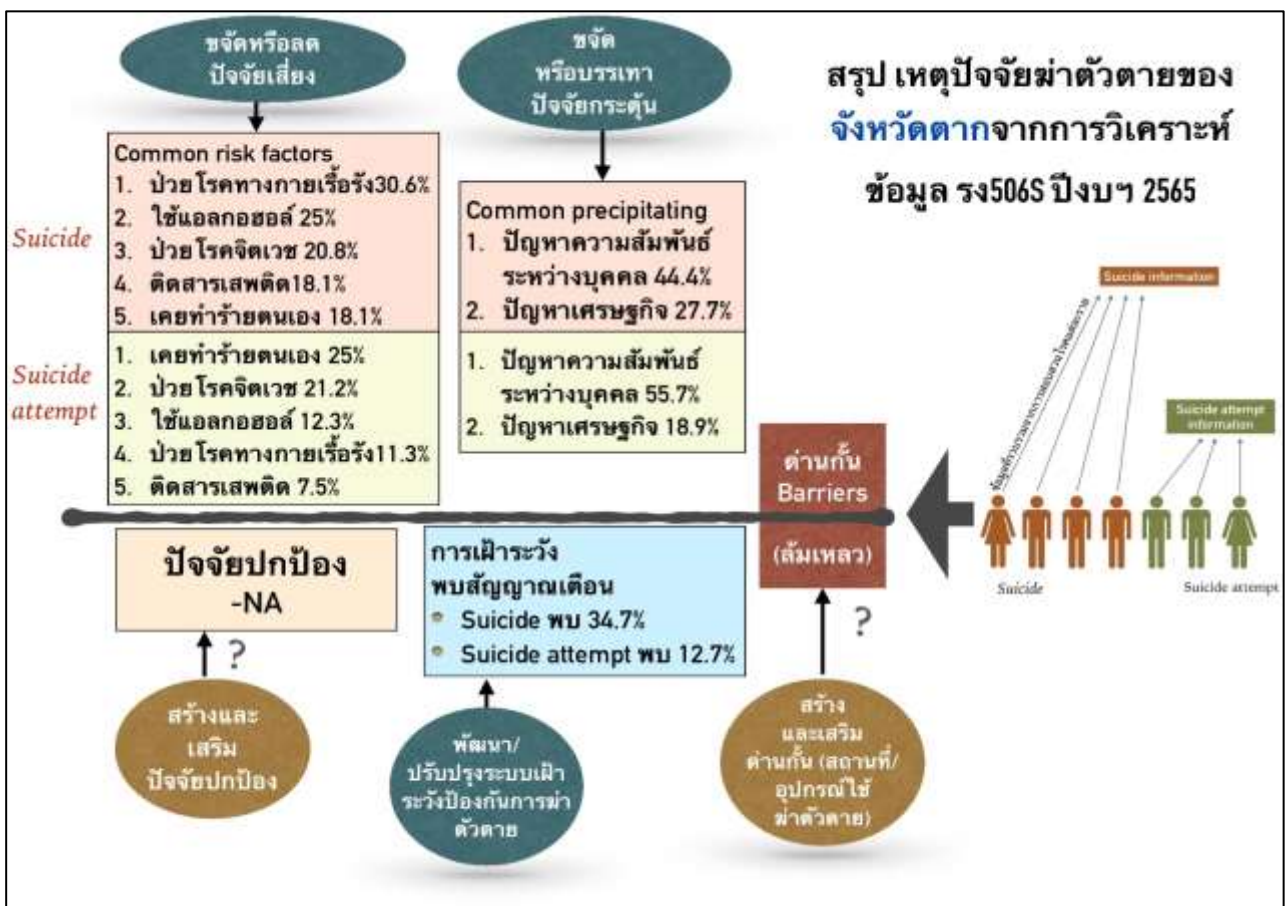 ขจัดหรือลด
ปัจจัยเสี่ยง
ขจัด
หรือบรรเทา
ปัจจัยกระตุ้น
สรุป เหตุปัจจัยฆ่าตัวตายของ
จังหวัดตากจากการวิเคราะห์
ข้อมูล รง506S ปีงบฯ 2565
Suicide
Common risk factors
1. ป่วยโรคทางกายเรื้อรัง30.6%
2. ใช้แอลกอฮอล์ 25%
3. ป่วยโรคจิตเวช 20.8%
4. ติดสารเสพติด18.1%
5. เคยทำร้ายตนเอง 18.1%
Common precipitating
1. ปัญหาความสัมพันธ์
ระหว่างบุคคล 44.4%
2. ปัญหาเศรษฐกิจ 27.7%
Suicide
attempt
1. เคยทำร้ายตนเอง 25%
2. ป่วยโรคจิตเวช 21.2%
3. ใช้แอลกอฮอล์ 12.3%
4. ป่วยโรคทางกายเรื้อรัง11.3%
5. ติดสารเสพติด 7.5%
1. ปัญหาความสัมพันธ์
ระหว่างบุคคล 55.7%
2. ปัญหาเศรษฐกิจ 18.9%
ด่านกั้น
Barriers
(ล้มเหลว)
Suicide information
Suicide attempt
information
Suicide
Suicide attempt
ปัจจัยปกป้อง
-NA
การเฝ้าระวัง
พบสัญญาณเตือน
Suicide พบ 34.7%
Suicide attempt พบ 12.7%
?
?
สร้างและ
เสริม
ปัจจัยปกป้อง
พัฒนา/
ปรับปรุงระบบเฝ้า
ระวังป้องกันการฆ่า
ตัวตาย
สร้าง
และเสริม
ด่านกั้น (สถานที่/
อุปกรณ์ใช้
ฆ่าตัวตาย)